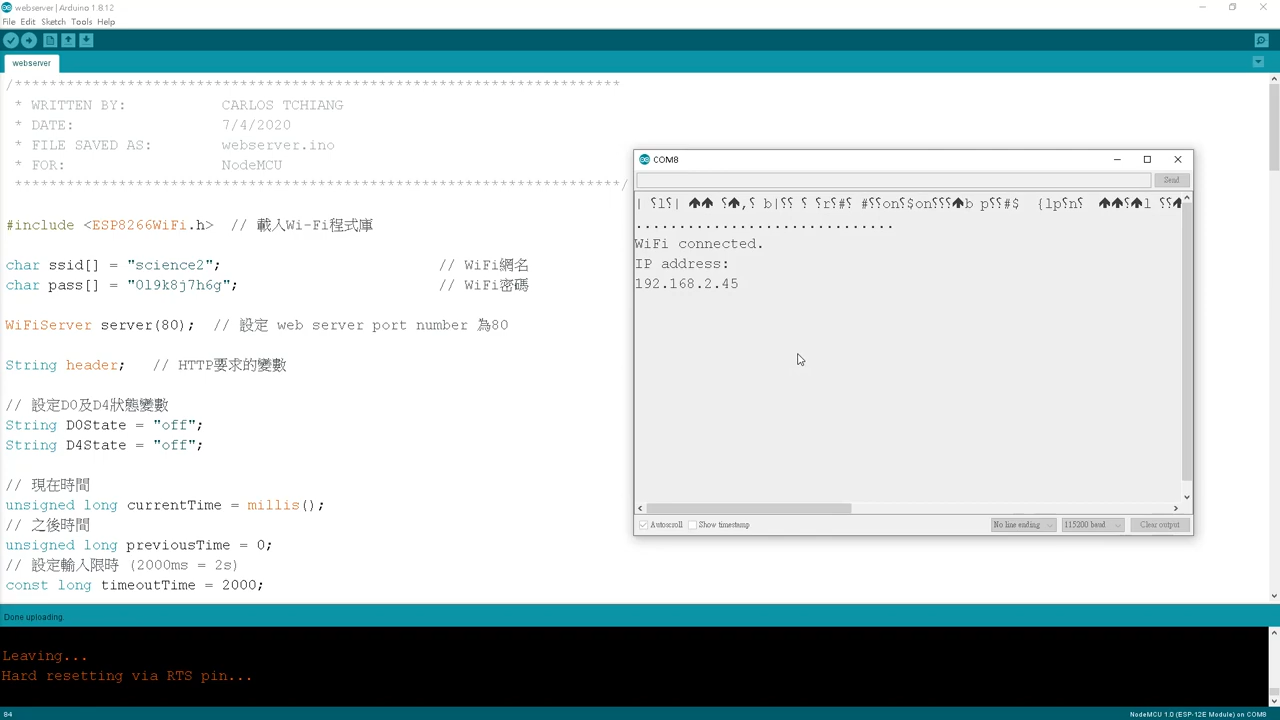 webserver | Arduino 1.8.12
File Edit Sketch Tools Help
webserver
/**********************************************************************
* WRITTEN BY: CARLOS TCHIANG
* DATE: 7/4/2020
* FILE SAVED AS: webserver.ino
* FOR: NodeMCU
**********************************************************************/
#include <ESP8266WiFi.h> // 載入Wi-Fi程式庫
char ssid[] = "science2"; // WiFi網名
char pass[] = "0l9k8j7h6g"; // WiFi密碼
WiFiServer server(80); // 設定 web server port number 為80
String header; // HTTP要求的變數
// 設定D0及D4狀態變數
String D0State = "off";
String D4State = "off";
// 現在時間
unsigned long currentTime = millis();
// 之後時間
unsigned long previousTime = 0;
// 設定輸入限時 (2000ms = 2s)
const long timeoutTime = 2000;
COM8
Send
..............................
WiFi connected.
IP address:
192.168.2.45
Autoscroll Show timestamp No line ending 115200 baud Clear output
Done uploading.
Leaving...
Hard resetting via RTS pin...
84 NodeMCU 1.0 (ESP-12E Module) on COM8